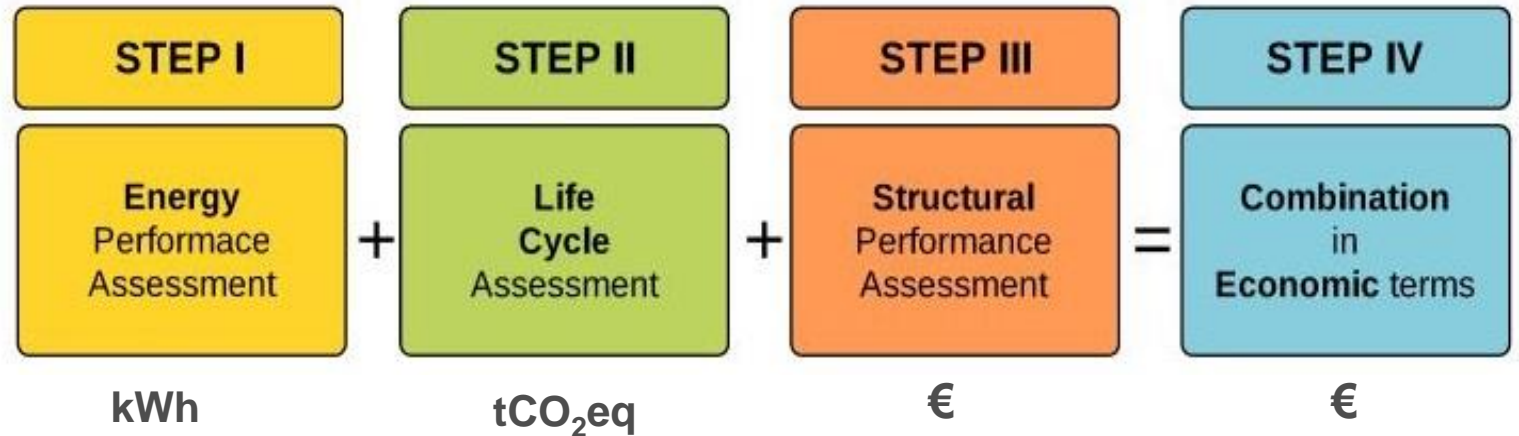 STEP I
Energy
Performace
Assessment
kWh
+
STEP II
Life
Cycle
Assessment
tCO₂eq
+
STEP III
Structural
Performance
Assessment
€
=
STEP IV
Combination
in
Economic terms
€